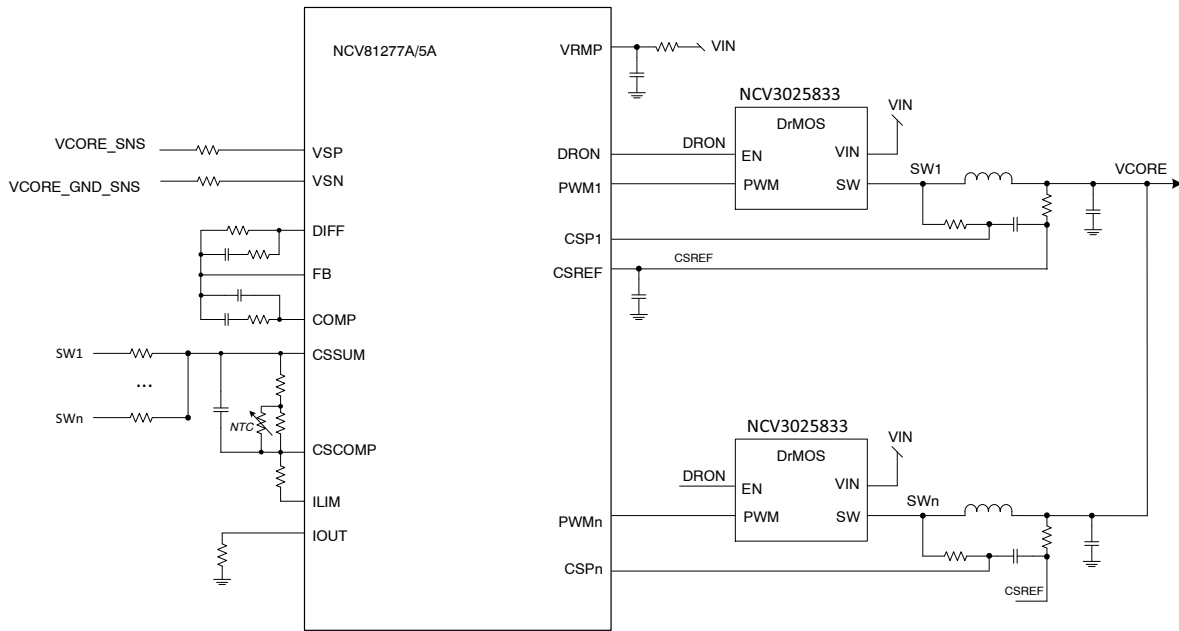 NCV81277A/5A
VRMP
VIN
NCV3025833
DrMOS
VIN
VCORE_SNS
VSP
DRON
DRON
EN
VIN
SW1
VCORE
VCORE_GND_SNS
VSN
PWM1
PWM
SW
DIFF
CSP1
FB
CSREF
CSREF
COMP
SW1
CSSUM
...
SWn
NTC
NCV3025833
CSCOMP
DrMOS
VIN
DRON
EN
VIN
SWn
ILIM
PWMn
PWM
SW
IOUT
CSPn
CSREF